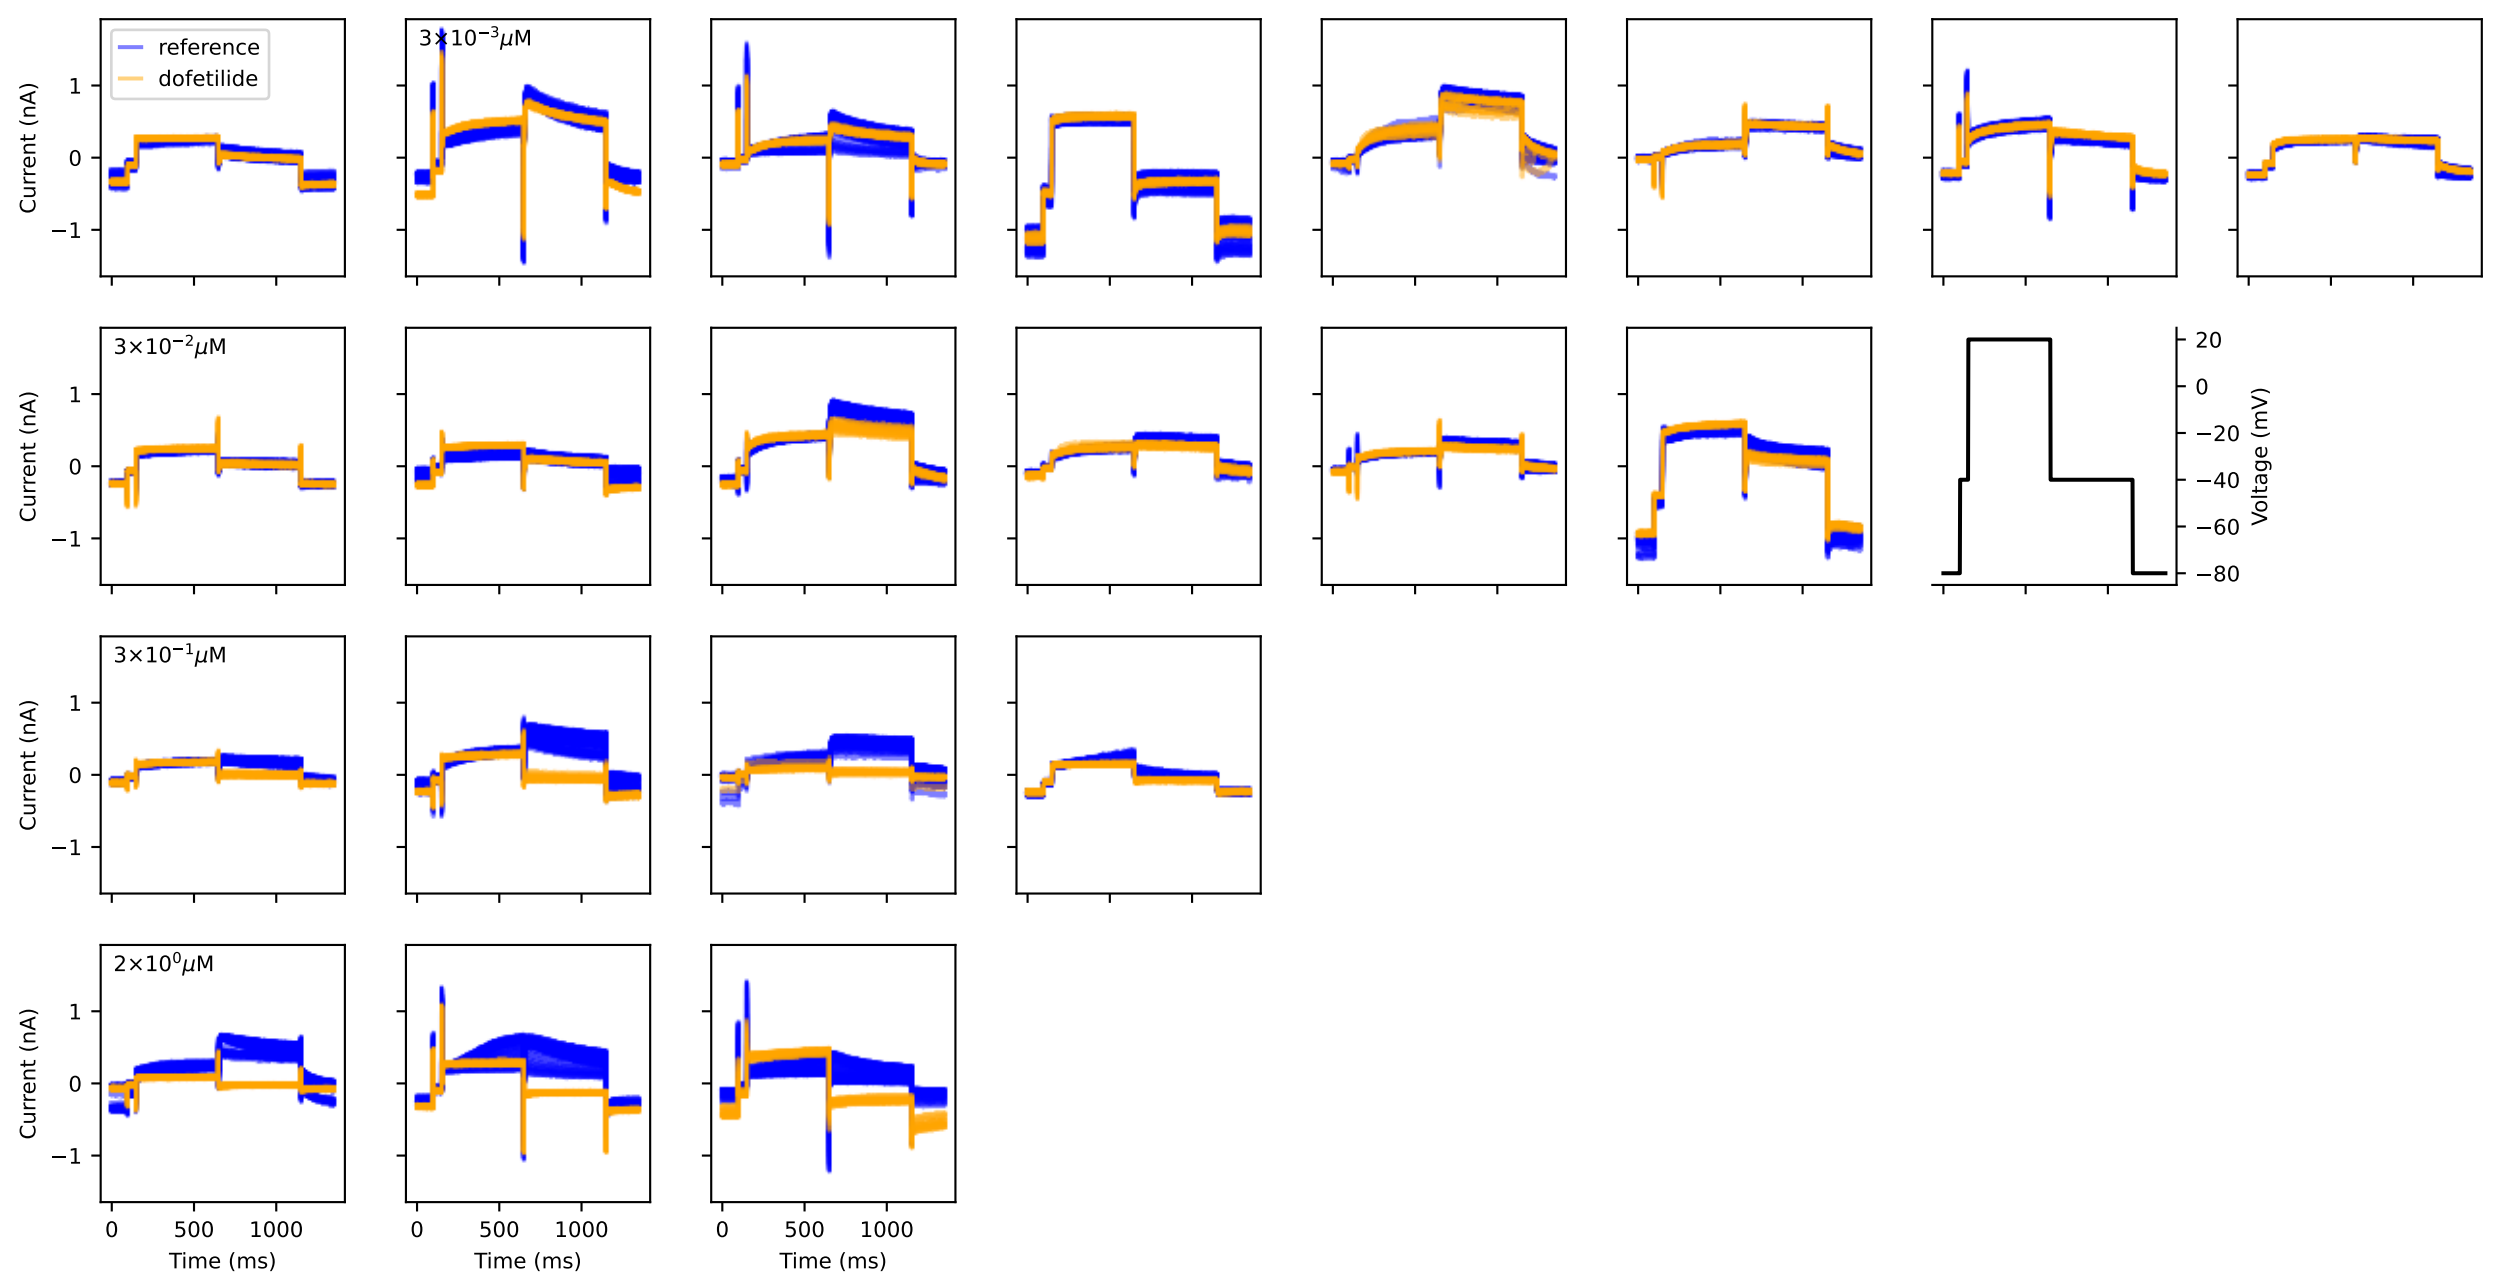 reference
dofetilide
3×10⁻³μM
Current (nA)
1
0
−1
3×10⁻²μM
Current (nA)
1
0
−1
20
0
−20
−40
−60
−80
Voltage (mV)
3×10⁻¹μM
Current (nA)
1
0
−1
2×10⁰μM
Current (nA)
1
0
−1
0 500 1000
0 500 1000
0 500 1000
Time (ms)
Time (ms)
Time (ms)